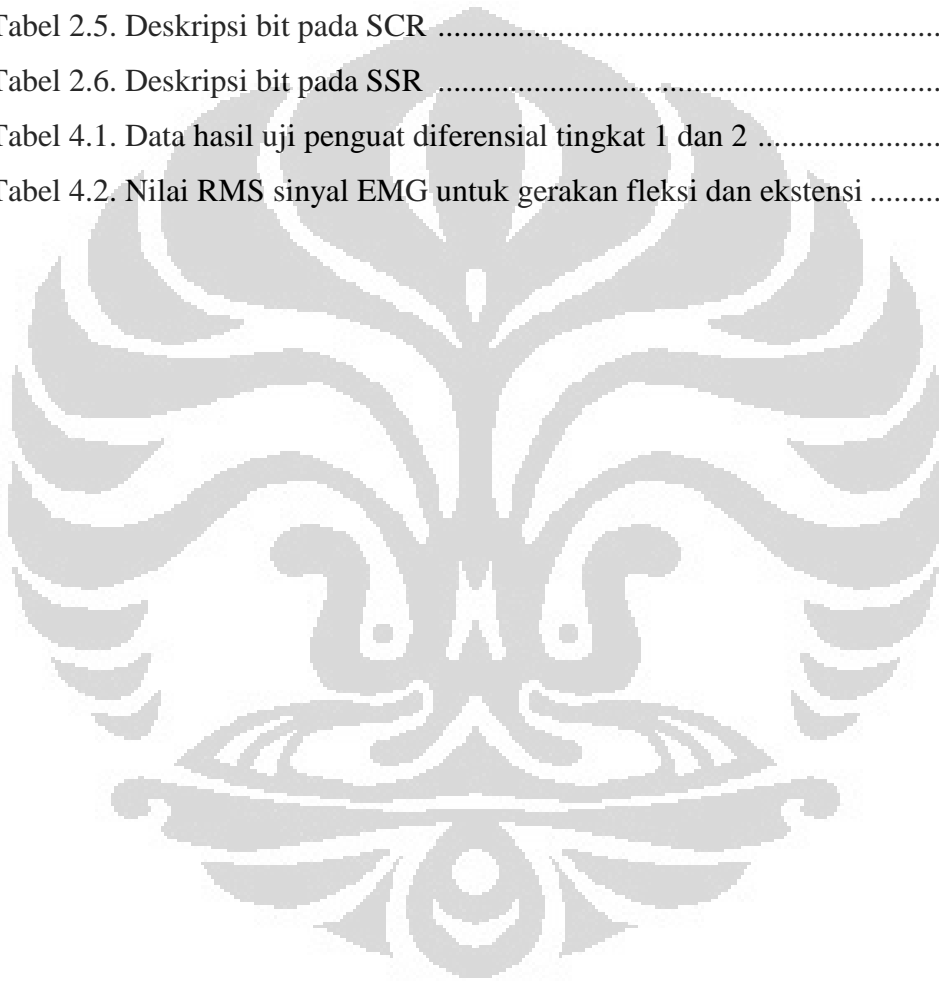 Tabel 2.5. Deskripsi bit pada SCR ..............................................................
Tabel 2.6. Deskripsi bit pada SSR ..............................................................
Tabel 4.1. Data hasil uji penguat diferensial tingkat 1 dan 2 ......................
Tabel 4.2. Nilai RMS sinyal EMG untuk gerakan fleksi dan ekstensi .........